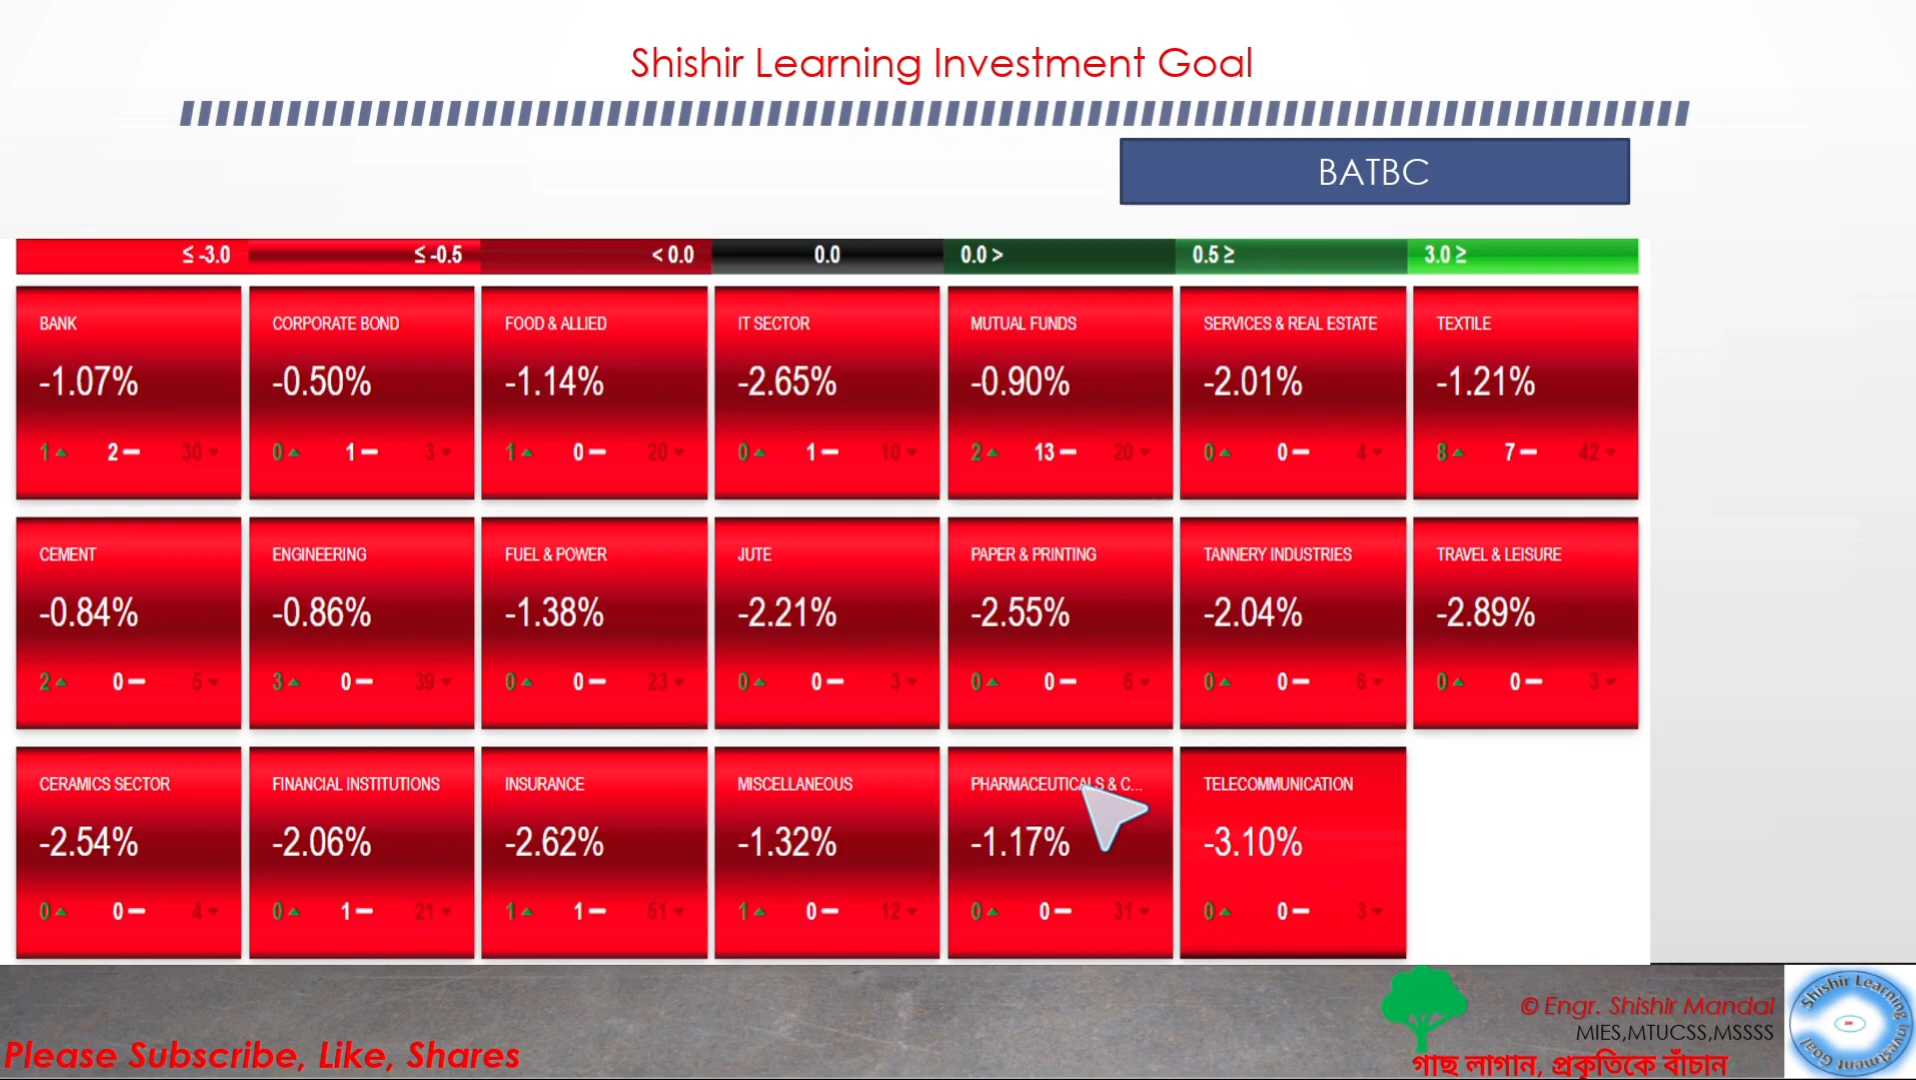 Shishir Learning Investment Goal
BATBC
≤ -3.0 ≤ -0.5 < 0.0 0.0 0.0 > 0.5 ≥ 3.0 ≥
BANK CORPORATE BOND FOOD & ALLIED IT SECTOR MUTUAL FUNDS SERVICES & REAL ESTATE TEXTILE
-1.07% -0.50% -1.14% -2.65% -0.90% -2.01% -1.21%
1 2 30 0 1 3 1 0 20 0 1 10 2 13 20 0 0 4 8 7 42
CEMENT ENGINEERING FUEL & POWER JUTE PAPER & PRINTING TANNERY INDUSTRIES TRAVEL & LEISURE
-0.84% -0.86% -1.38% -2.21% -2.55% -2.04% -2.89%
2 0 5 3 0 39 0 0 23 0 0 3 0 0 6 0 0 6 0 0 3
CERAMICS SECTOR FINANCIAL INSTITUTIONS INSURANCE MISCELLANEOUS PHARMACEUTICALS & C... TELECOMMUNICATION
-2.54% -2.06% -2.62% -1.32% -1.17% -3.10%
0 0 4 0 1 21 1 1 51 1 0 12 0 0 31 0 0 3
© Engr. Shishir Mandal
MIES,MTUCSS,MSSSS
Please Subscribe, Like, Shares
গাছ লাগান, প্রকৃতিকে বাঁচান
Shishir Learning Investment Goal